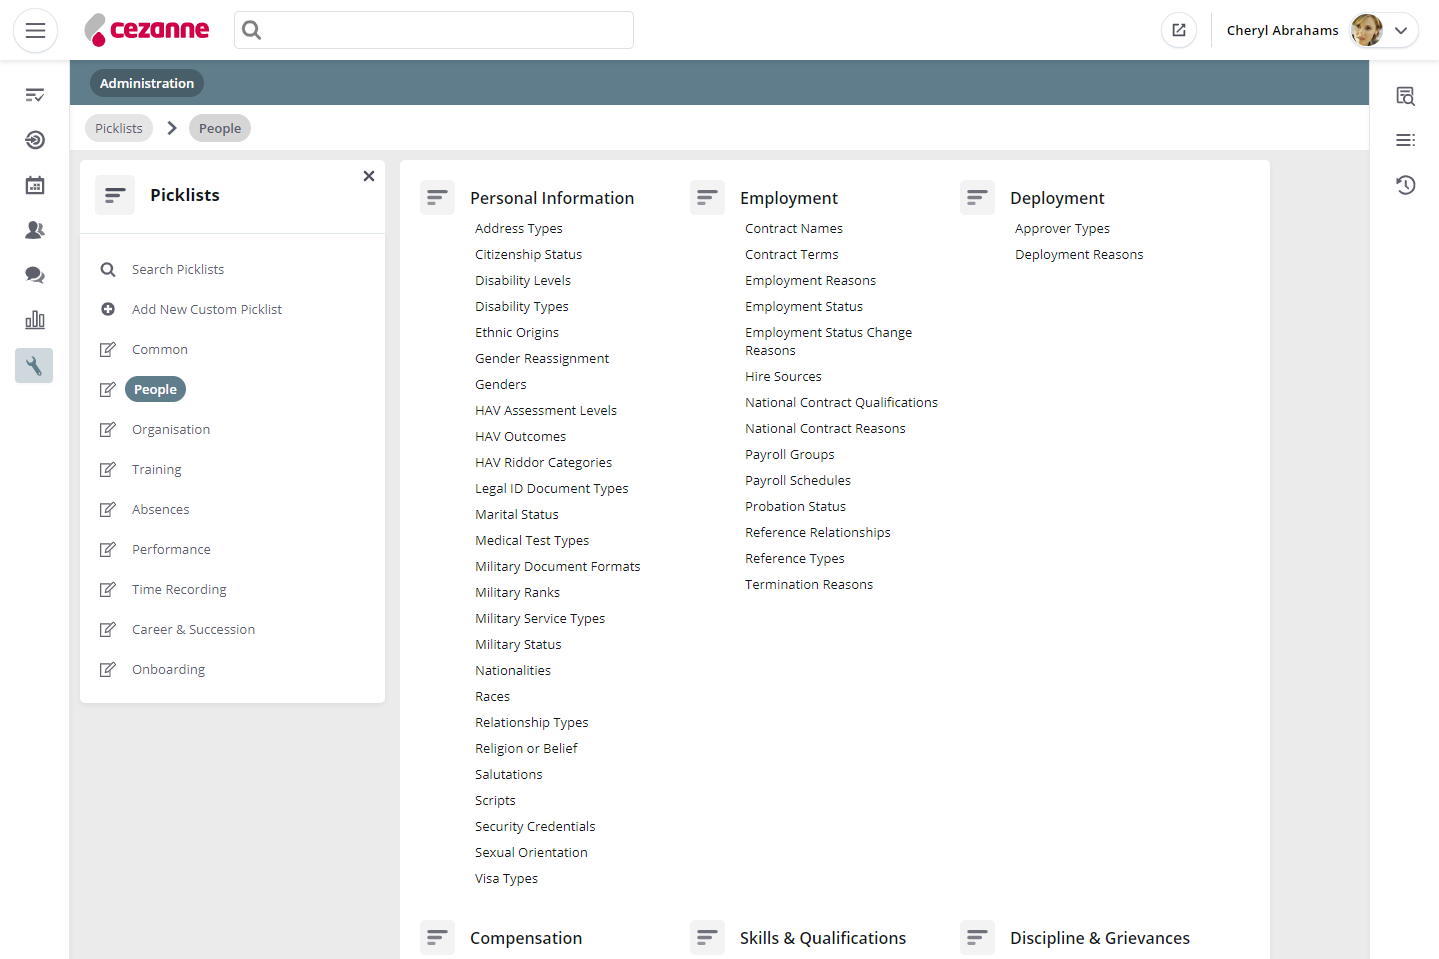 cezanne
Cheryl Abrahams
Administration
Picklists
People
Picklists
Search Picklists
Add New Custom Picklist
Common
People
Organisation
Training
Absences
Performance
Time Recording
Career & Succession
Onboarding
Personal Information
Address Types
Citizenship Status
Disability Levels
Disability Types
Ethnic Origins
Gender Reassignment
Genders
HAV Assessment Levels
HAV Outcomes
HAV Riddor Categories
Legal ID Document Types
Marital Status
Medical Test Types
Military Document Formats
Military Ranks
Military Service Types
Military Status
Nationalities
Races
Relationship Types
Religion or Belief
Salutations
Scripts
Security Credentials
Sexual Orientation
Visa Types
Employment
Contract Names
Contract Terms
Employment Reasons
Employment Status
Employment Status Change
Reasons
Hire Sources
National Contract Qualifications
National Contract Reasons
Payroll Groups
Payroll Schedules
Probation Status
Reference Relationships
Reference Types
Termination Reasons
Deployment
Approver Types
Deployment Reasons
Compensation
Skills & Qualifications
Discipline & Grievances